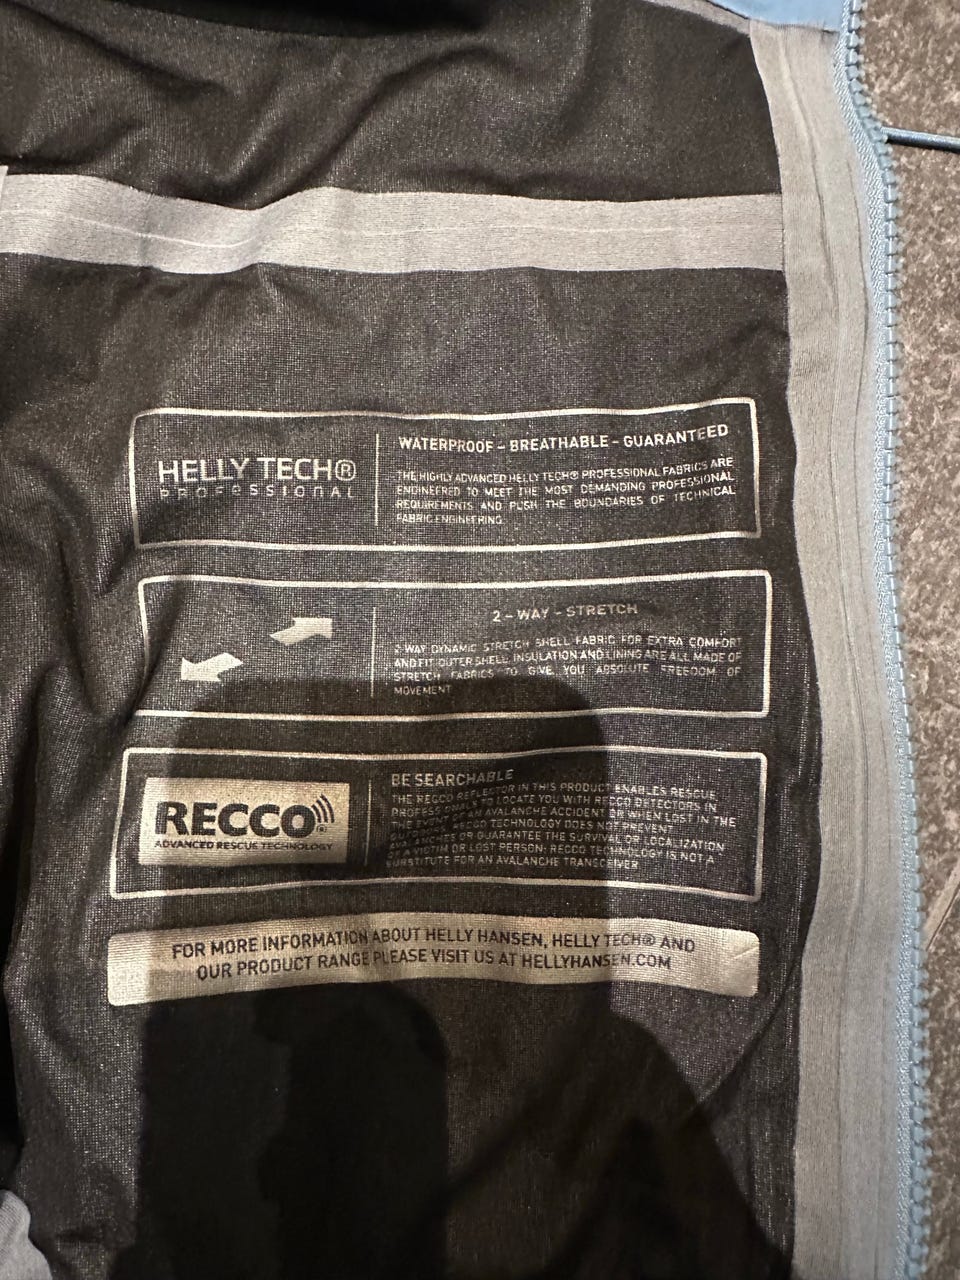 HELLY TECH®
PROFESSIONAL
WATERPROOF – BREATHABLE – GUARANTEED
THE HIGHLY ADVANCED HELLY TECH® PROFESSIONAL FABRICS ARE
ENGINEERED TO MEET THE MOST DEMANDING PROFESSIONAL
REQUIREMENTS AND PUSH THE BOUNDARIES OF TECHNICAL
FABRIC ENGINEERING
2 – WAY – STRETCH
2-WAY DYNAMIC STRETCH SHELL FABRIC FOR EXTRA COMFORT
AND FIT OUTER SHELL, INSULATION AND LINING ARE ALL MADE OF
STRETCH FABRICS TO GIVE YOU ABSOLUTE FREEDOM OF
MOVEMENT
RECCO®
ADVANCED RESCUE TECHNOLOGY
BE SEARCHABLE
THE RECCO REFLECTOR IN THIS PRODUCT ENABLES RESCUE
PROFESSIONALS TO LOCATE YOU WITH RECCO DETECTORS IN
THE EVENT OF AN AVALANCHE ACCIDENT OR WHEN LOST IN THE
OUTDOORS. RECCO TECHNOLOGY DOES NOT PREVENT
AVALANCHES OR GUARANTEE THE SURVIVAL OR LOCALIZATION
OF A VICTIM OR LOST PERSON; RECCO TECHNOLOGY IS NOT A
SUBSTITUTE FOR AN AVALANCHE TRANSCEIVER
FOR MORE INFORMATION ABOUT HELLY HANSEN, HELLY TECH® AND
OUR PRODUCT RANGE PLEASE VISIT US AT HELLYHANSEN.COM